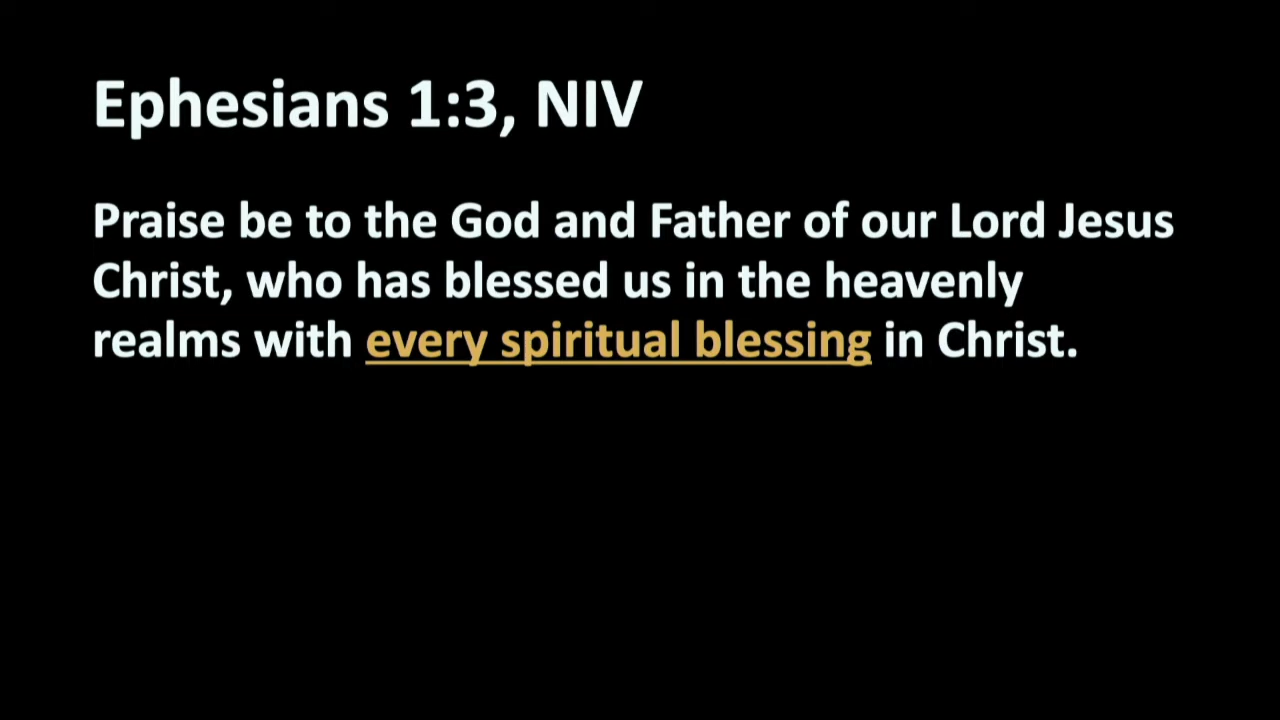 Ephesians 1:3, NIV
Praise be to the God and Father of our Lord Jesus
Christ, who has blessed us in the heavenly
realms with every spiritual blessing in Christ.